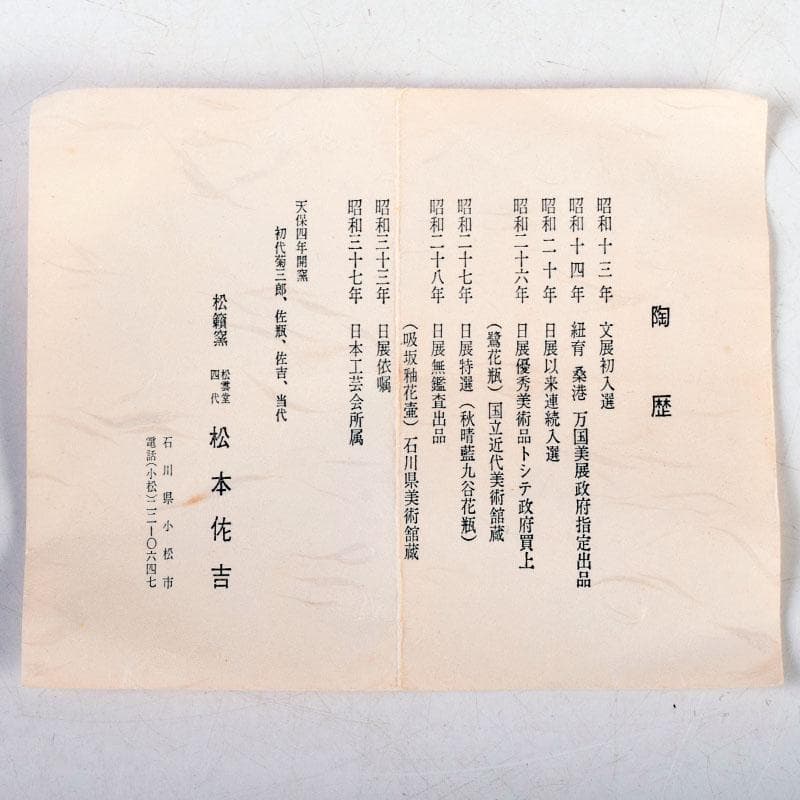 陶歴
昭和十三年 文展初入選
昭和十四年 紐育 桑港 万国美展政府指定出品
昭和二十年 日展以来連続入選
昭和二十六年 日展優秀美術品トシテ政府買上
(鷺花瓶)国立近代美術館蔵
昭和二十七年 日展特選(秋晴藍九谷花瓶)
昭和二十八年 日展無鑑査出品
(吸坂釉花壷)石川県美術館蔵
昭和三十三年 日展依嘱
昭和三十七年 日本工芸会所属
天保四年開窯
初代菊三郎、佐瓶、佐吉、当代
松籟窯 松雲堂四代 松本佐吉
石川県小松市
電話(小松)二二―〇六四七